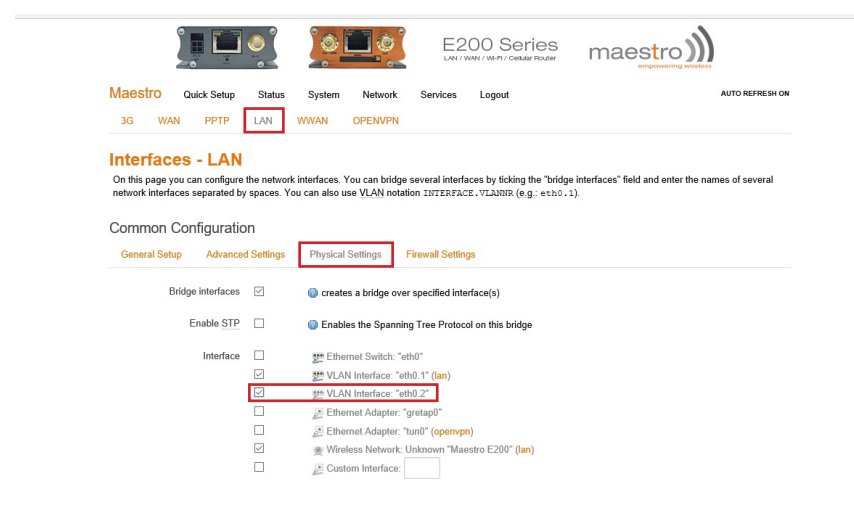 E200 Series
LAN / WAN / Wi-Fi / Cellular Router
maestro
empowering wireless
Maestro Quick Setup Status System Network Services Logout AUTO REFRESH ON
3G WAN PPTP LAN WWAN OPENVPN
Interfaces - LAN
On this page you can configure the network interfaces. You can bridge several interfaces by ticking the "bridge interfaces" field and enter the names of several
network interfaces separated by spaces. You can also use VLAN notation INTERFACE.VLANNR (e.g.: eth0.1).
Common Configuration
General Setup Advanced Settings Physical Settings Firewall Settings
Bridge interfaces creates a bridge over specified interface(s)
Enable STP Enables the Spanning Tree Protocol on this bridge
Interface Ethernet Switch: "eth0"
VLAN Interface: "eth0.1" (lan)
VLAN Interface: "eth0.2"
Ethernet Adapter: "gretap0"
Ethernet Adapter: "tun0" (openvpn)
Wireless Network: Unknown "Maestro E200" (lan)
Custom Interface: